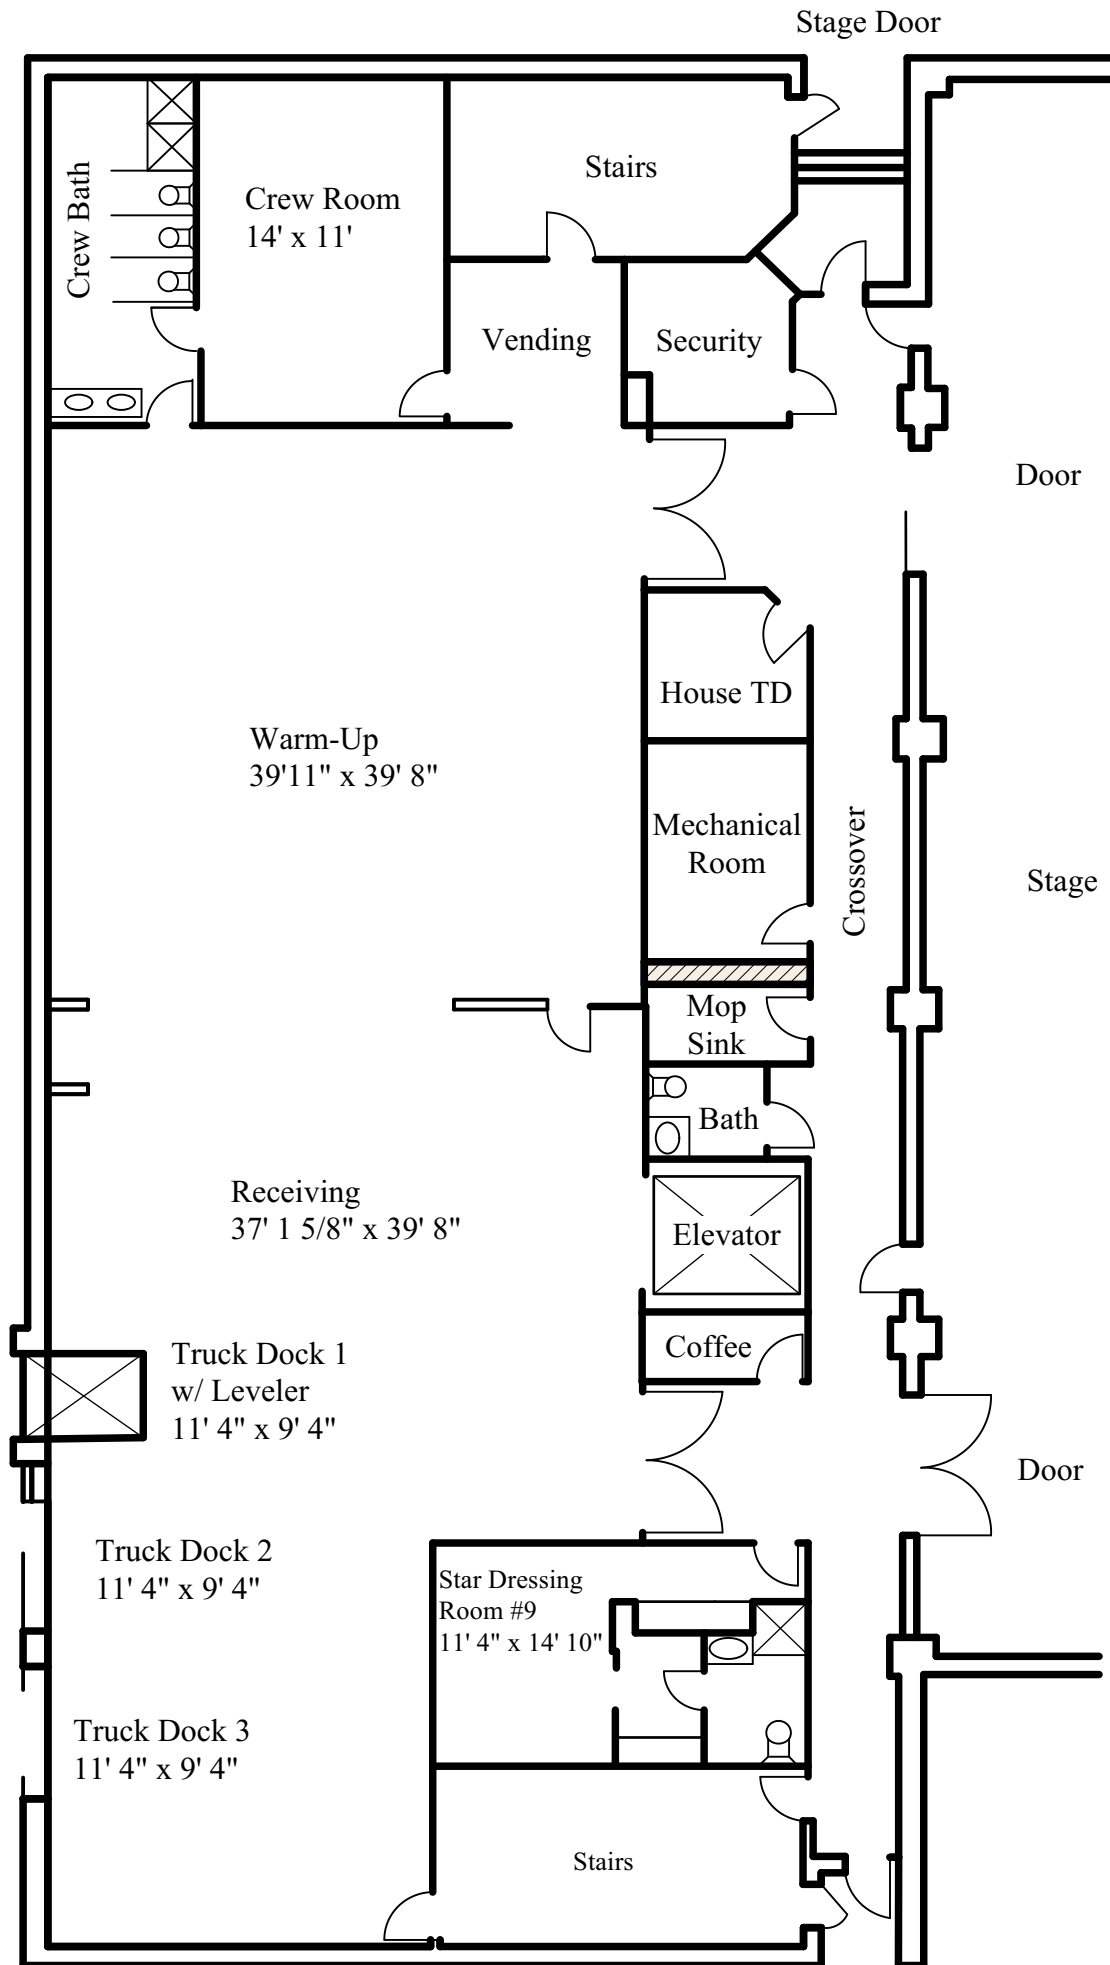 Stage Door
Stairs
Crew Bath
Crew Room
14' x 11'
Vending
Security
Door
House TD
Warm-Up
39'11" x 39' 8"
Mechanical
Room
Crossover
Stage
Mop
Sink
Bath
Receiving
37' 1 5/8" x 39' 8"
Elevator
Coffee
Truck Dock 1
w/ Leveler
11' 4" x 9' 4"
Door
Truck Dock 2
11' 4" x 9' 4"
Star Dressing
Room #9
11' 4" x 14' 10"
Truck Dock 3
11' 4" x 9' 4"
Stairs